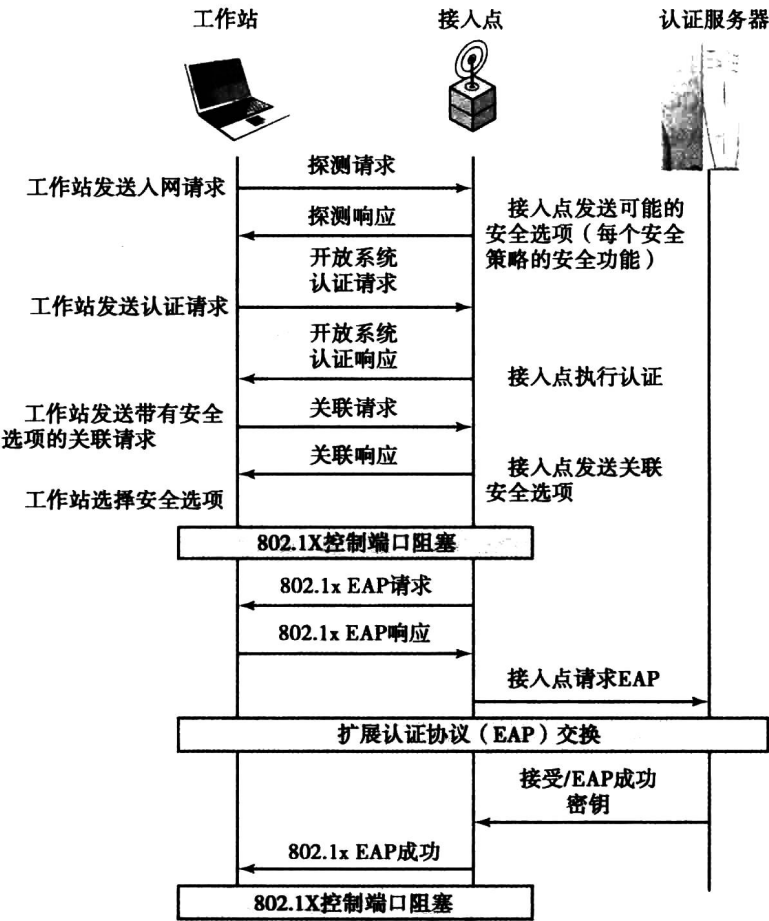 工作站
接入点
认证服务器
探测请求
工作站发送入网请求
探测响应
接入点发送可能的
安全选项（每个安全
策略的安全功能）
开放系统
认证请求
工作站发送认证请求
开放系统
认证响应
接入点执行认证
工作站发送带有安全
选项的关联请求
关联请求
关联响应
接入点发送关联
安全选项
工作站选择安全选项
802.1X控制端口阻塞
802.1x EAP请求
802.1x EAP响应
接入点请求EAP
扩展认证协议（EAP）交换
接受/EAP成功
密钥
802.1x EAP成功
802.1X控制端口阻塞